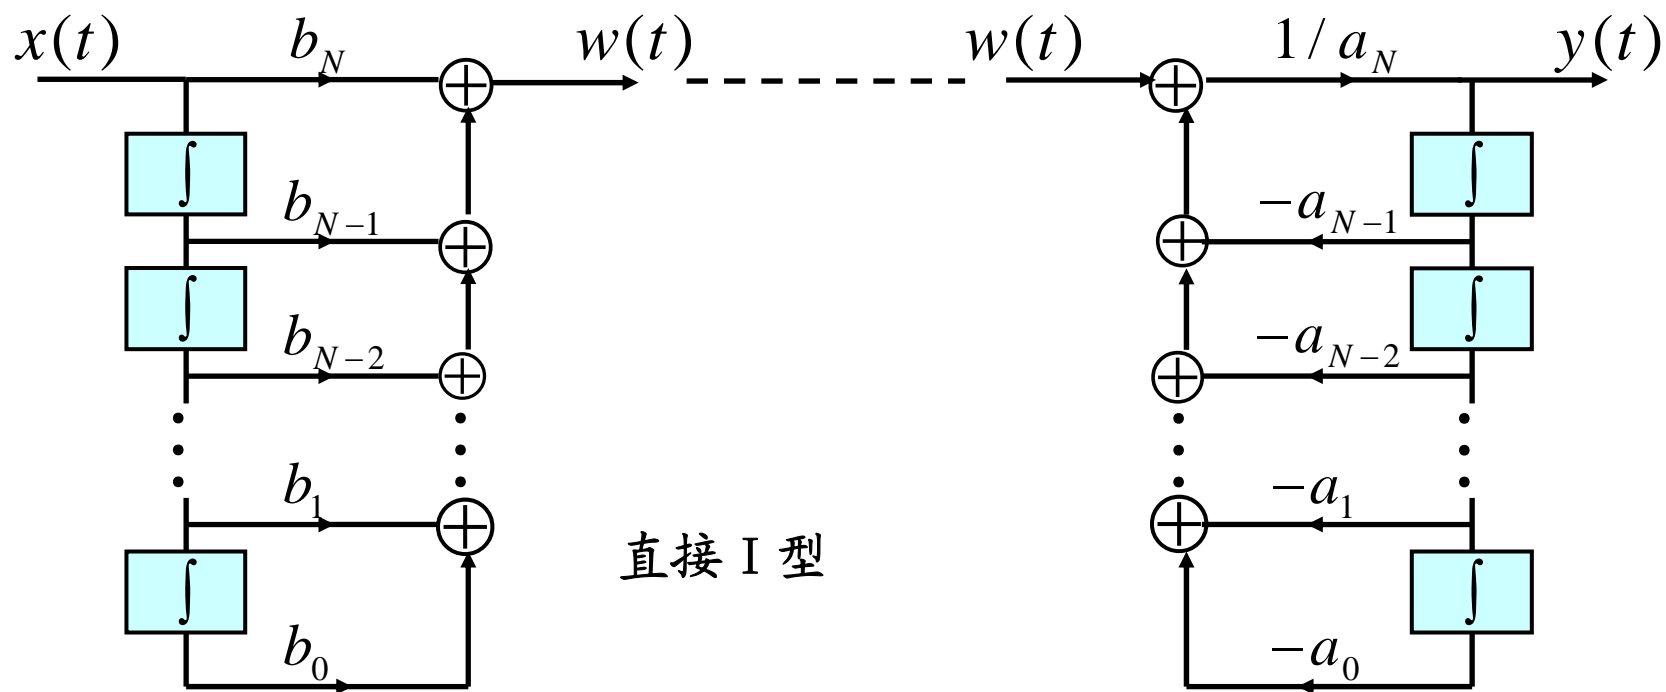 x(t) b_N w(t) w(t) 1/a_N y(t)
∫ ∫
b_{N-1} -a_{N-1}
∫ ∫
b_{N-2} -a_{N-2}
b_1 -a_1
直接 I 型
∫ ∫
b_0 -a_0